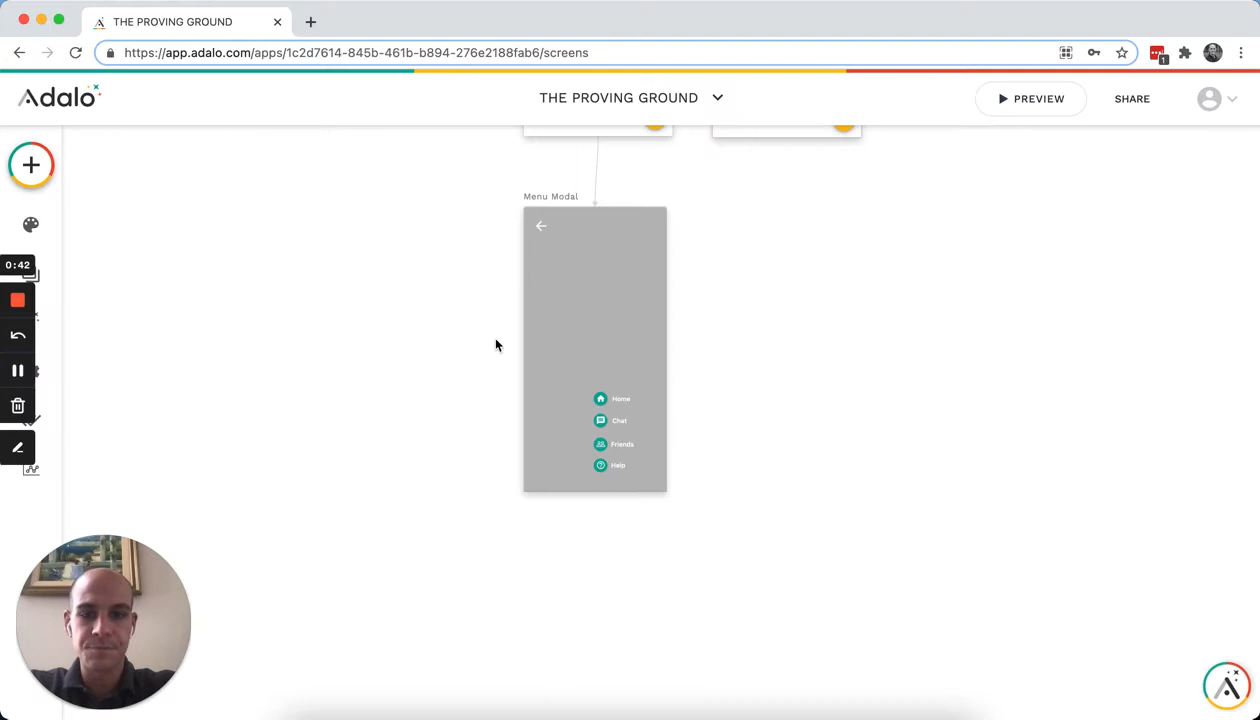 THE PROVING GROUND
https://app.adalo.com/apps/1c2d7614-845b-461b-b894-276e2188fab6/screens
1
Adalo
THE PROVING GROUND
PREVIEW
SHARE
Menu Modal
0:42
Home
Chat
Friends
Help